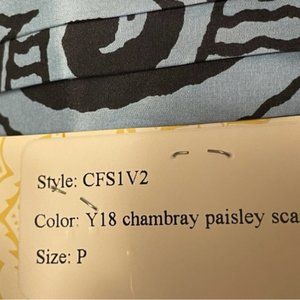 Style: CFS1V2
Color: Y18 chambray paisley sca
Size: P